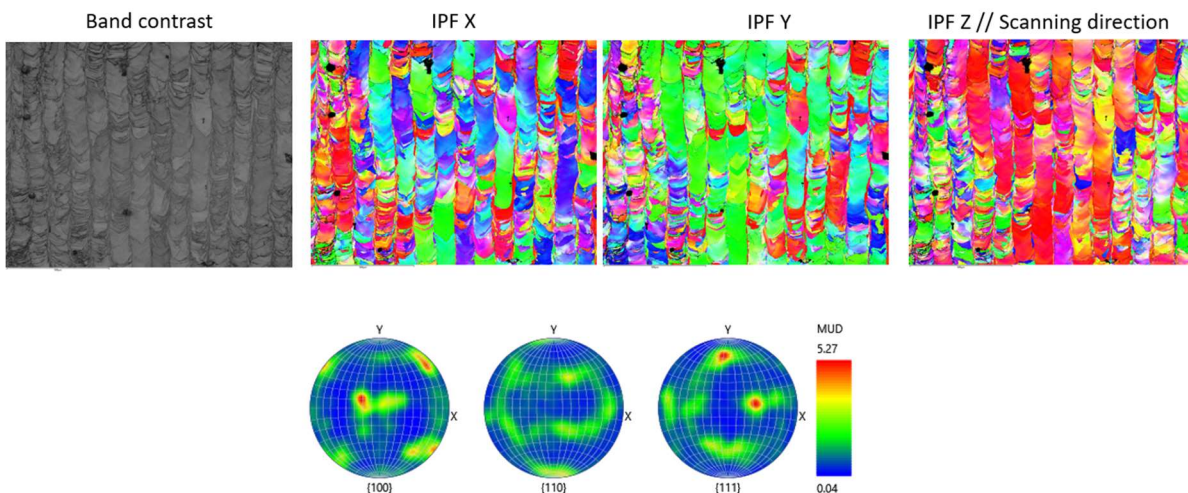 Band contrast
IPF X
IPF Y
IPF Z // Scanning direction
Y
Y
Y
MUD
5.27
X
X
X
{100}
{110}
{111}
0.04